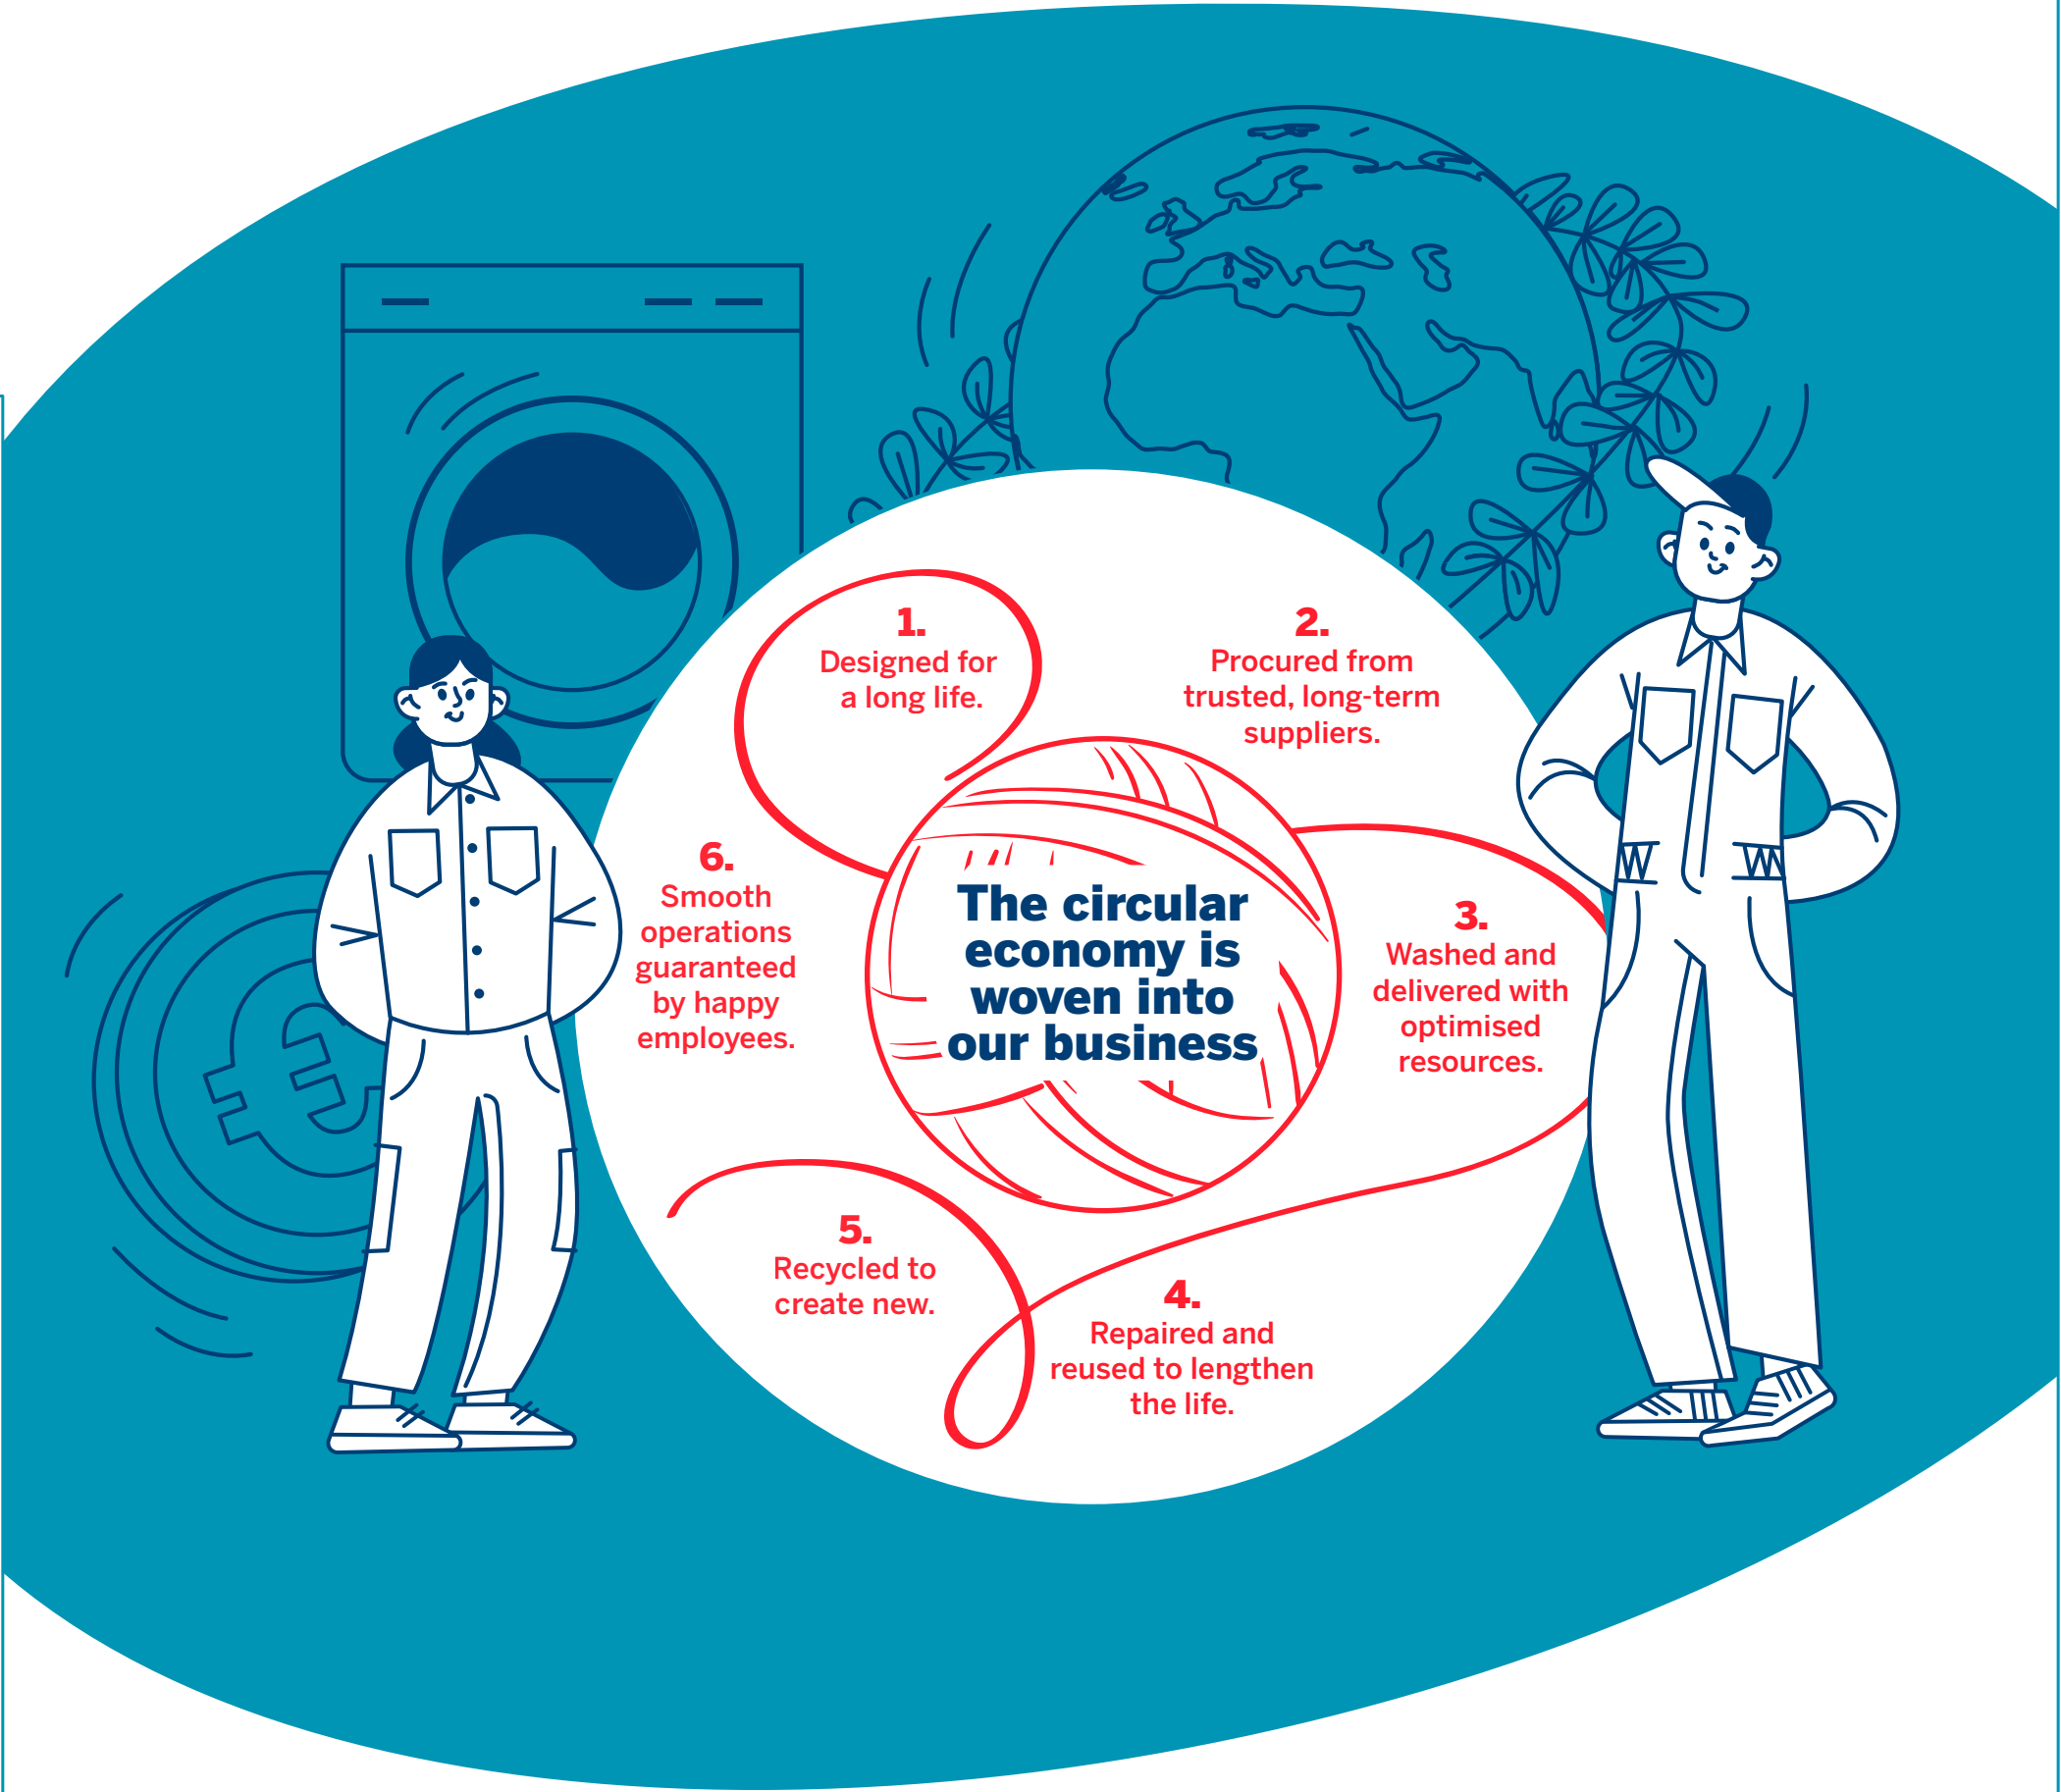 The circular
economy is
woven into
our business
1.
Designed for
a long life.
2.
Procured from
trusted, long-term
suppliers.
3.
Washed and
delivered with
optimised
resources.
4.
Repaired and
reused to lengthen
the life.
5.
Recycled to
create new.
6.
Smooth
operations
guaranteed
by happy
employees.
€